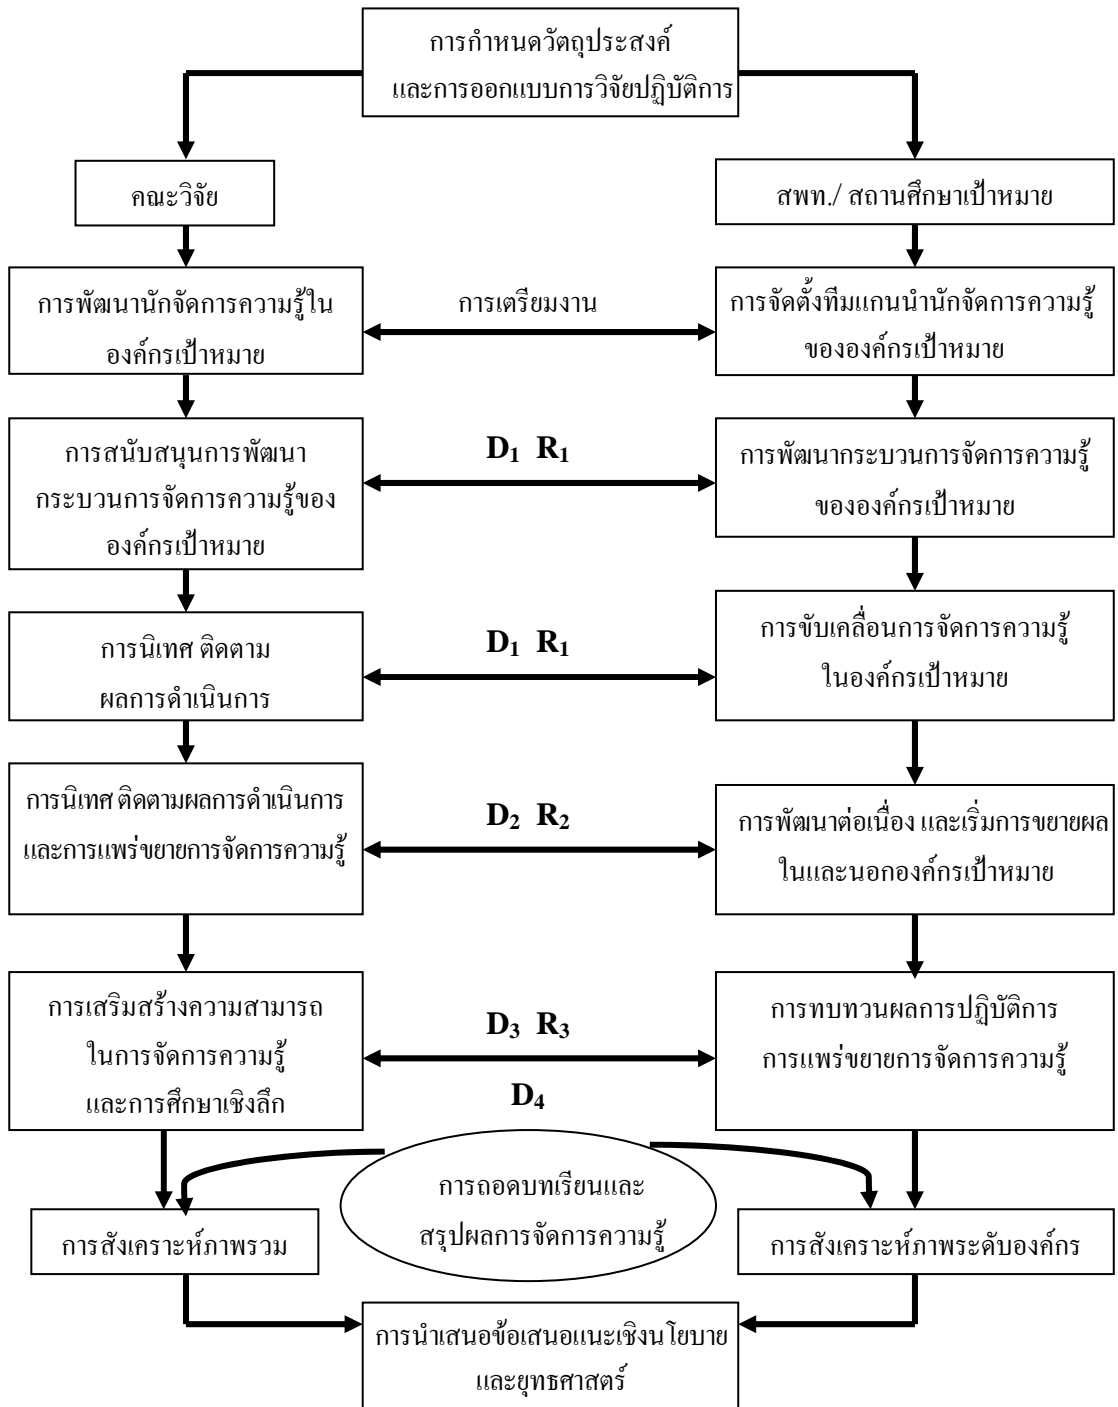 การกำหนดวัตถุประสงค์
และการออกแบบการวิจัยปฏิบัติการ
คณะวิจัย
สพท./ สถานศึกษาเป้าหมาย
การพัฒนานักจัดการความรู้ใน
องค์กรเป้าหมาย
การเตรียมงาน
การจัดตั้งทีมแกนนำนักจัดการความรู้
ขององค์กรเป้าหมาย
การสนับสนุนการพัฒนา
กระบวนการจัดการความรู้ของ
องค์กรเป้าหมาย
D₁ R₁
การพัฒนากระบวนการจัดการความรู้
ขององค์กรเป้าหมาย
การนิเทศ ติดตาม
ผลการดำเนินการ
D₁ R₁
การขับเคลื่อนการจัดการความรู้
ในองค์กรเป้าหมาย
การนิเทศ ติดตามผลการดำเนินการ
และการแพร่ขยายการจัดการความรู้
D₂ R₂
การพัฒนาต่อเนื่อง และเริ่มการขยายผล
ในและนอกองค์กรเป้าหมาย
การเสริมสร้างความสามารถ
ในการจัดการความรู้
และการศึกษาเชิงลึก
D₃ R₃
การทบทวนผลการปฏิบัติการ
การแพร่ขยายการจัดการความรู้
D₄
การถอดบทเรียนและ
สรุปผลการจัดการความรู้
การสังเคราะห์ภาพรวม
การสังเคราะห์ภาพระดับองค์กร
การนำเสนอข้อเสนอแนะเชิงนโยบาย
และยุทธศาสตร์